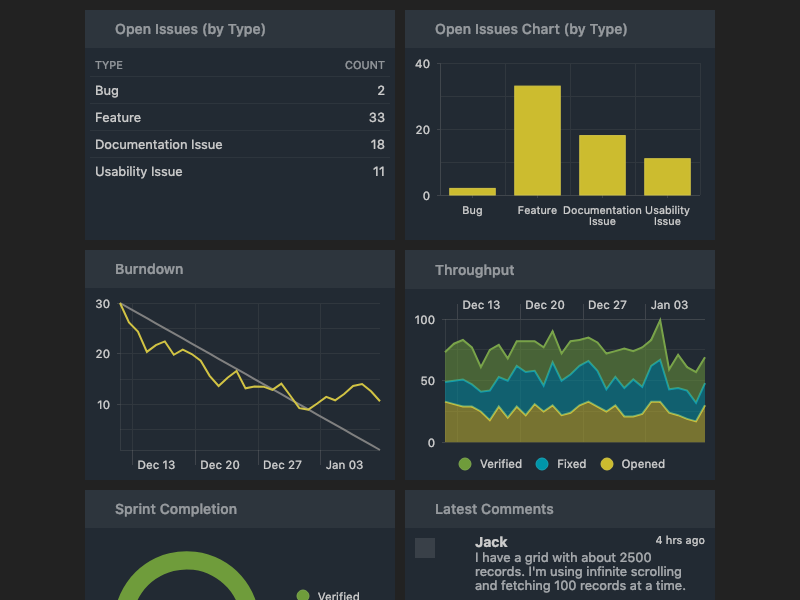 Open Issues (by Type)
TYPE COUNT
Bug 2
Feature 33
Documentation Issue 18
Usability Issue 11
Open Issues Chart (by Type)
40
20
0
Bug Feature Documentation Usability
Issue Issue
Burndown
30
20
10
Dec 13 Dec 20 Dec 27 Jan 03
Throughput
Dec 13 Dec 20 Dec 27 Jan 03
100
50
0
Verified Fixed Opened
Sprint Completion
Verified
Latest Comments
Jack 4 hrs ago
I have a grid with about 2500
records. I'm using infinite scrolling
and fetching 100 records at a time.